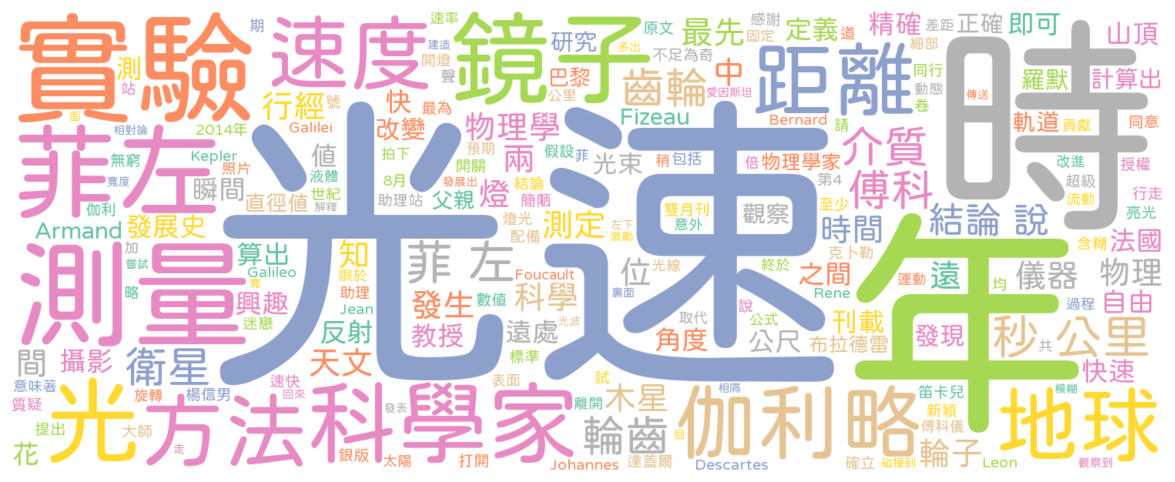 實驗 速度 鏡子 距離 時
光速 年
菲左 測量 光 方法 科學家 伽利略 地球
期 速率 原文 感謝 定義 道 精確 差距 正確 即可 山頂
測 站 聲 開燈 建造 研究 多出 最先 固定 細部
行經 號 快 最為 巴黎 公里 不足為奇 齒輪 中 愛因斯坦 同行 動態 卷 傳送 羅默 計算出
面 2014年 Galilei 改變 物理學 Fizeau Bernard 請 介質 軌道 貢獻 同意
相對論 無窮 Kepler 照片 拍下 預期 開關 兩 假設 菲 光束 稍 包括 倍 物理學家 第4 改進 授權
寬度 瞬間 值 液體 世紀 8月 發展出 結論 燈 簡陋 至少 傅科 超級 流動 行走
伽利 直徑值 解釋 助理站 父親 燈光 測定 左下 激勵 雙月刊 意外 觀察 時間 結論 說 亮光
Armand 發展史 加 嘗試 算出 知 菲 左 配備 位 光線 終於 克卜勒 之間 遠 含糊 法國
略 Galileo 限於 助理 Foucault 科學 裏面 Rene 運動 均 儀器 物理
興趣 迷戀 Jean 發生 數值 光波 說 過程 自由
反射 教授 遠處 標準 取代 公式 刊載 發現 秒 共 公里
間 攝影 衛星 天文 角度 公尺 布拉德雷
意味著 質疑 楊信男 旋轉 速快 回來 表面 試 離開 木星 相隔 笛卡兒 模糊 快速
提出 大師 發表 新穎 傅科儀
花 走 銀版 太陽 打開 Johannes 輪齒 達蓋爾 回 Descartes 確立 碰撞到 輪子 Leon 觀察到